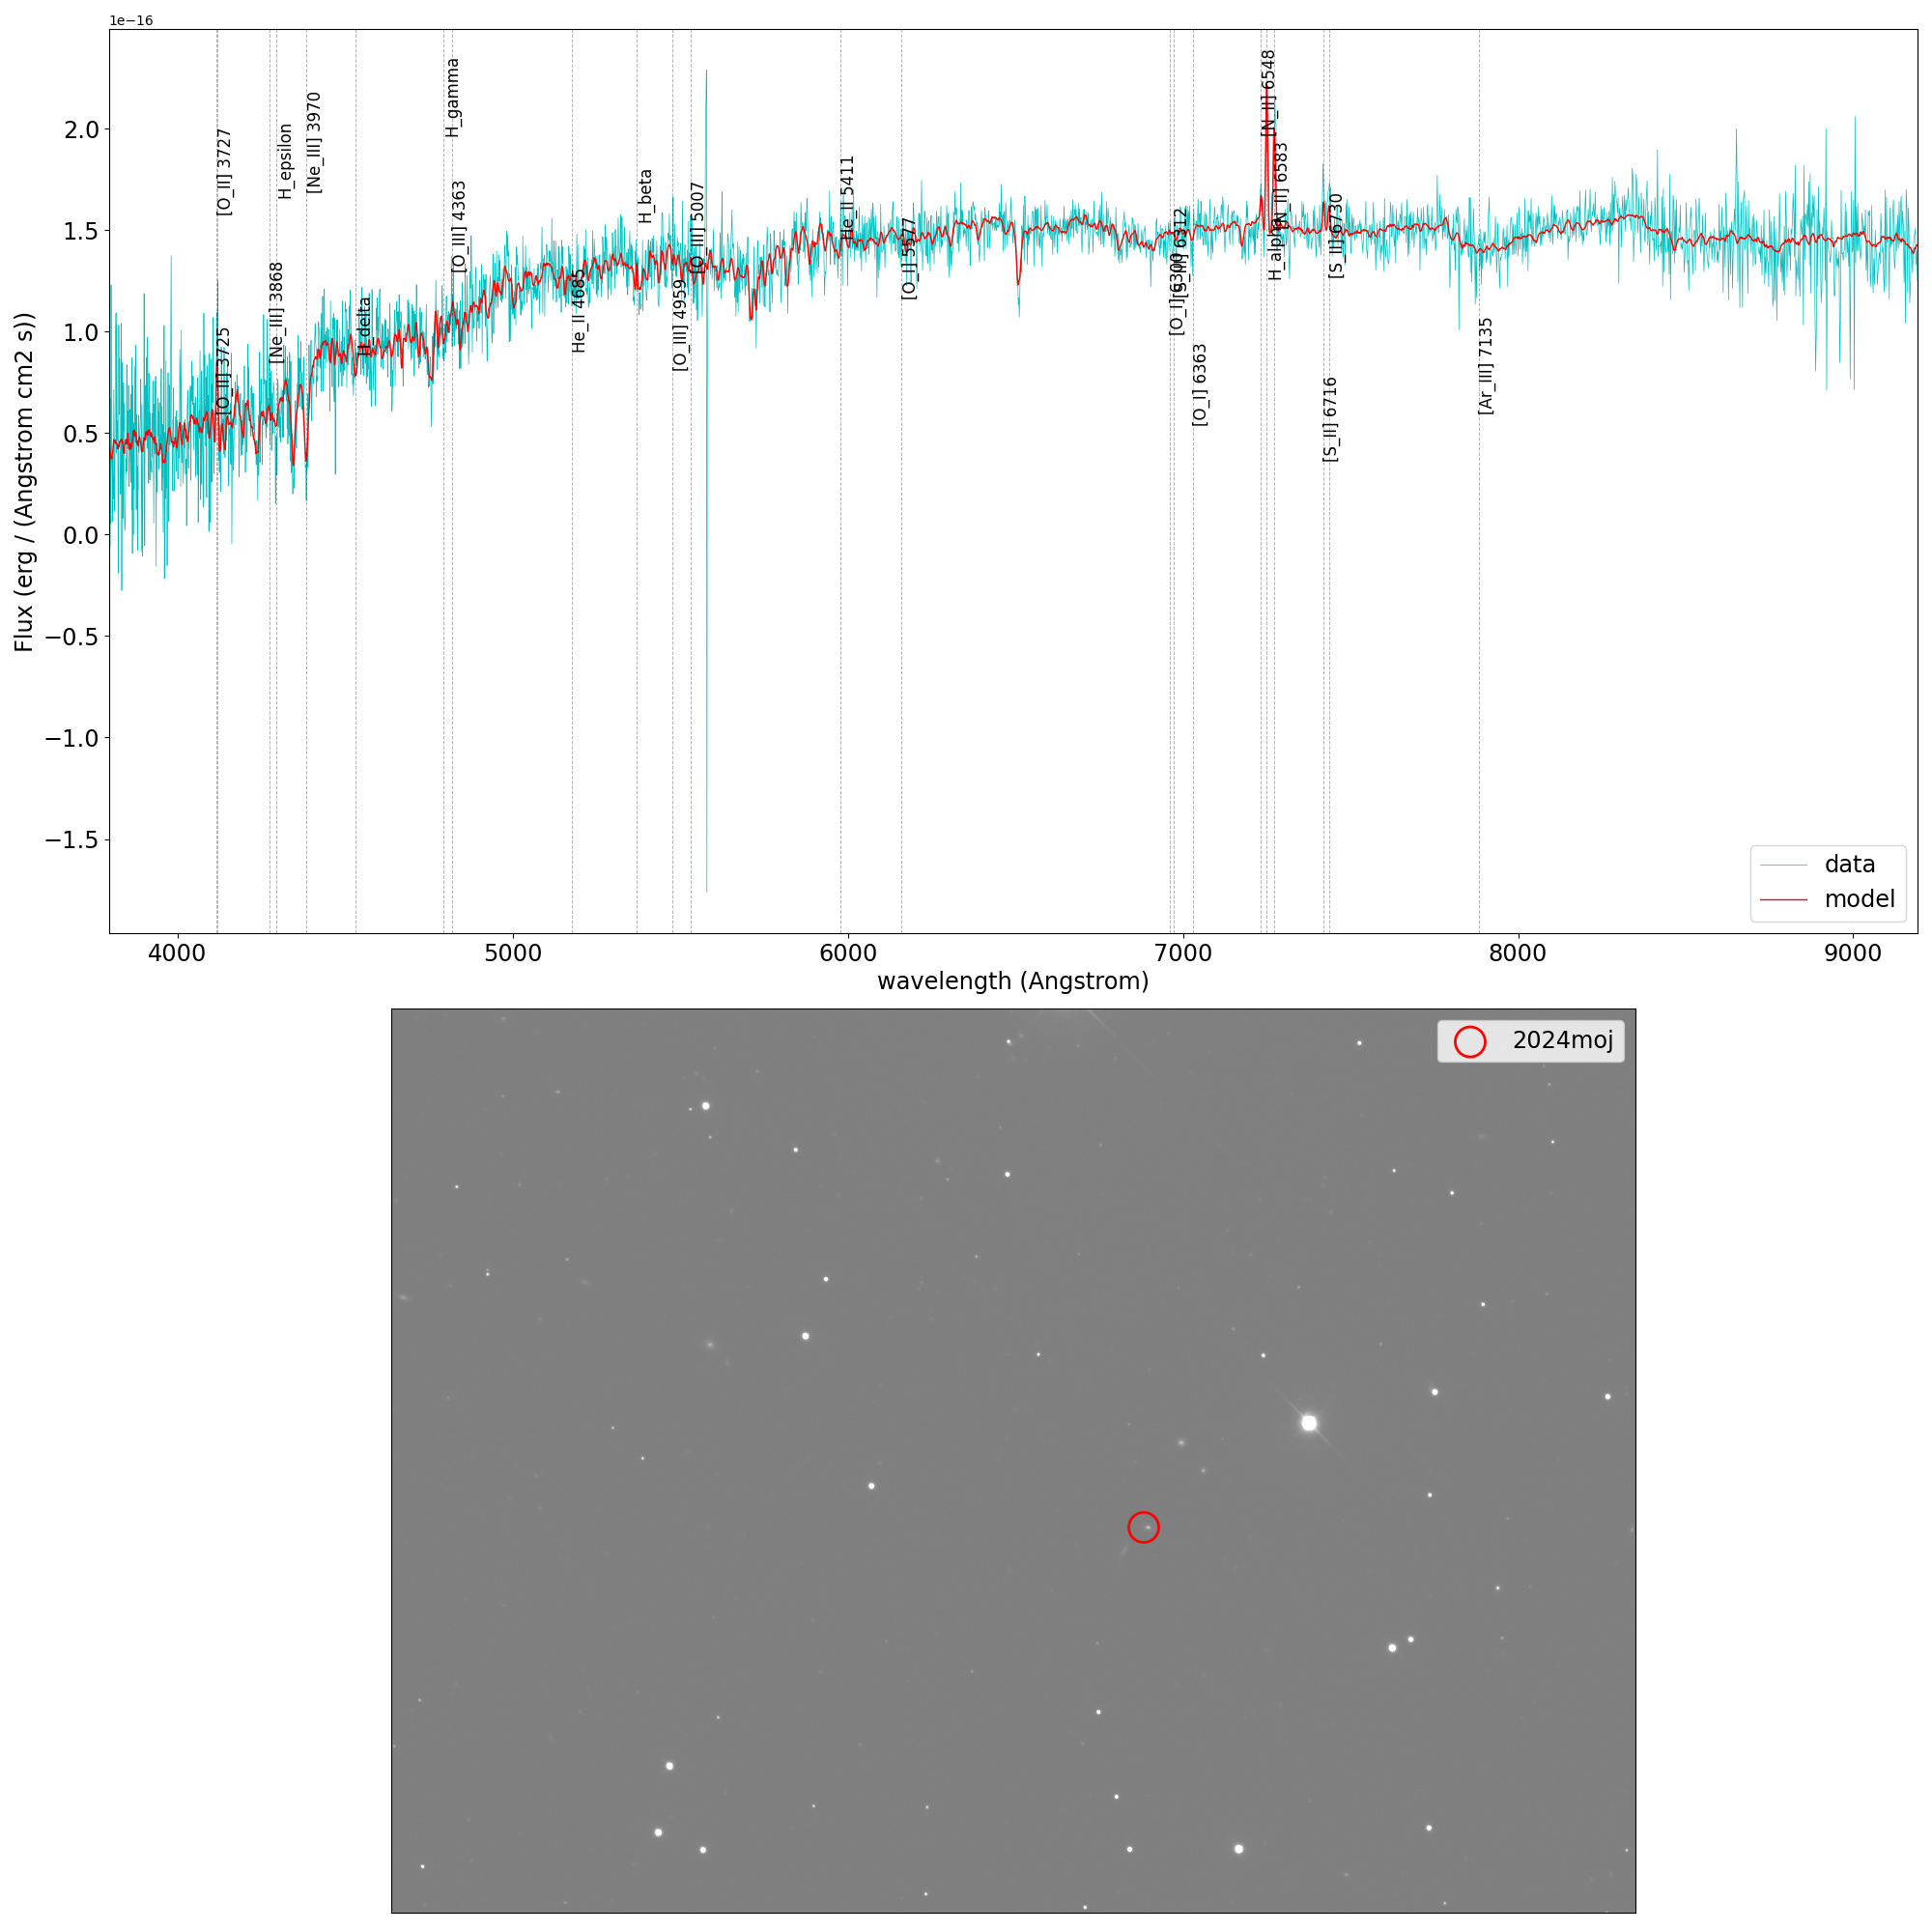 1e−16
Flux (erg / (Angstrom cm2 s))
2.0
1.5
1.0
0.5
0.0
−0.5
−1.0
−1.5
[O_II] 3725
[O_II] 3727
[Ne_III] 3868
H_epsilon
[Ne_III] 3970
H_delta
H_gamma
[O_III] 4363
He_II 4685
H_beta
[O_III] 4959
[O_III] 5007
He_II 5411
[O_I] 5577
[O_I] 6300
[S_III] 6312
[O_I] 6363
[N_II] 6548
H_alpha
[N_II] 6583
[S_II] 6716
[S_II] 6730
[Ar_III] 7135
data
model
4000 5000 6000 7000 8000 9000
wavelength (Angstrom)
2024moj